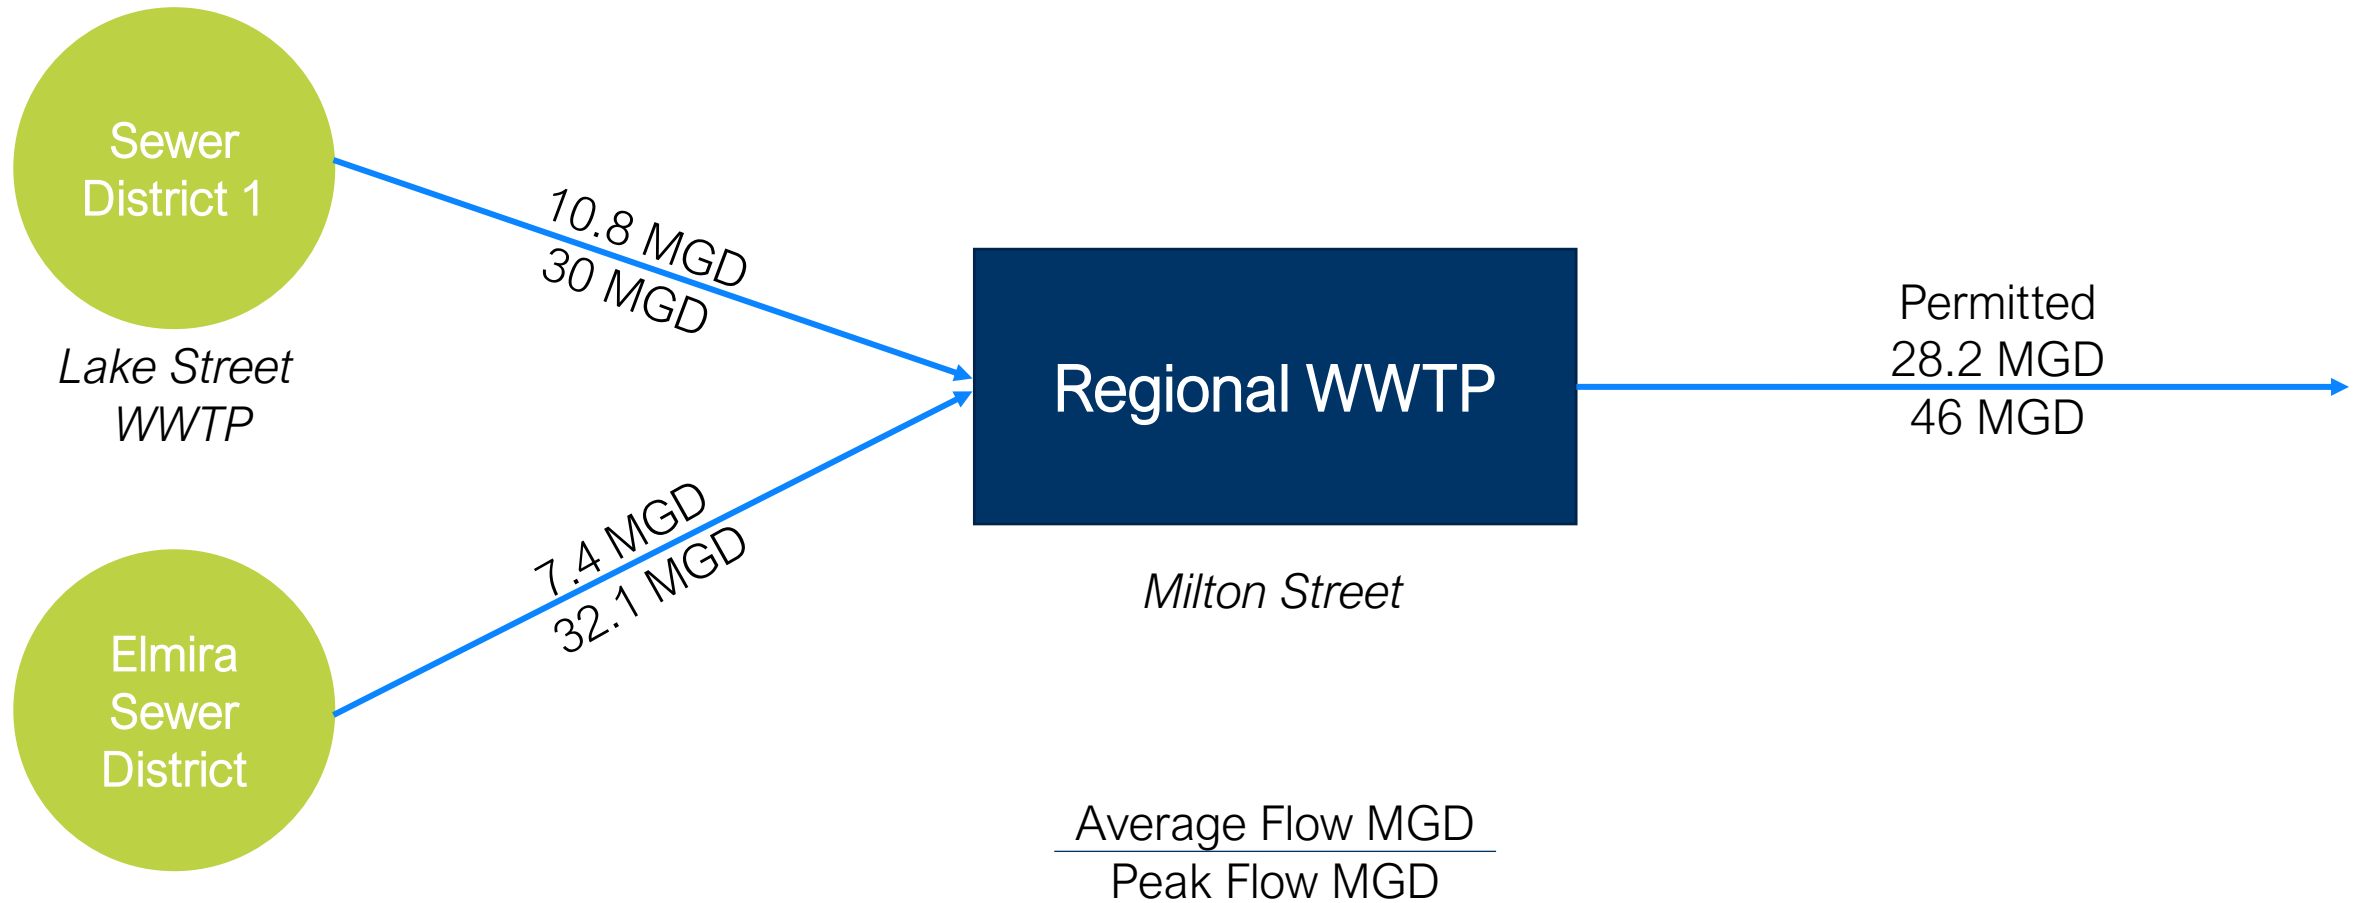 Sewer
District 1
Lake Street
WWTP
10.8 MGD
30 MGD
Elmira
Sewer
District
7.4 MGD
32.1 MGD
Regional WWTP
Milton Street
Permitted
28.2 MGD
46 MGD
Average Flow MGD
Peak Flow MGD